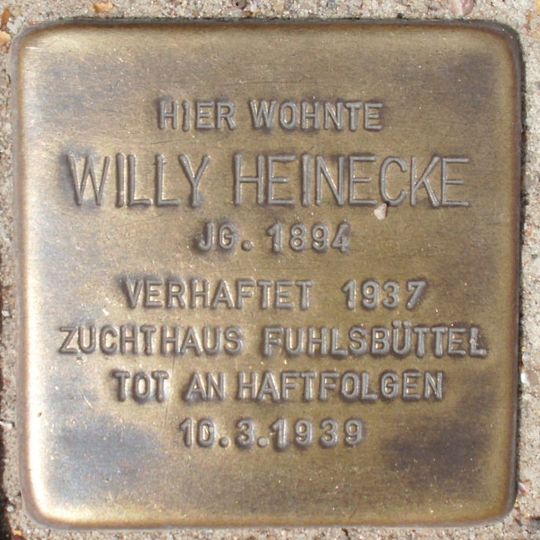 HIER WOHNTE
WILLY HEINECKE
JG. 1894
VERHAFTET 1937
ZUCHTHAUS FUHLSBÜTTEL
TOT AN HAFTFOLGEN
10.3.1939